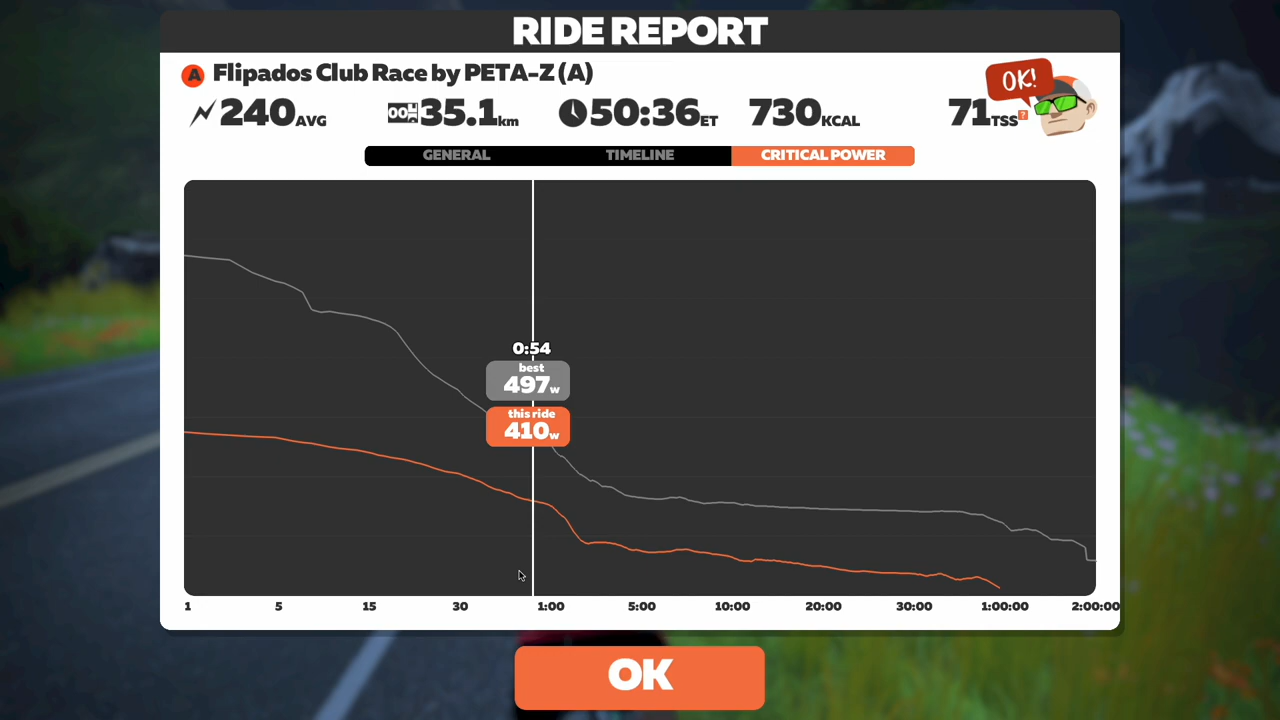 RIDE REPORT
A Flipados Club Race by PETA-Z (A)
OK!
240AVG 35.1km 50:36ET 730KCAL 71TSS?
GENERAL TIMELINE CRITICAL POWER
0:54
best
497w
this ride
410w
1 5 15 30 1:00 5:00 10:00 20:00 30:00 1:00:00 2:00:00
OK